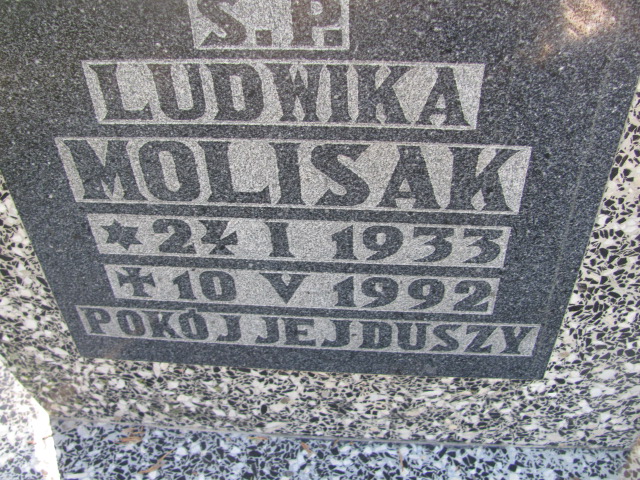 S.P.
LUDWIKA
MOLISAK
✶ 24 I 1933
✝ 10 V 1992
POKÓJ JEJ DUSZY